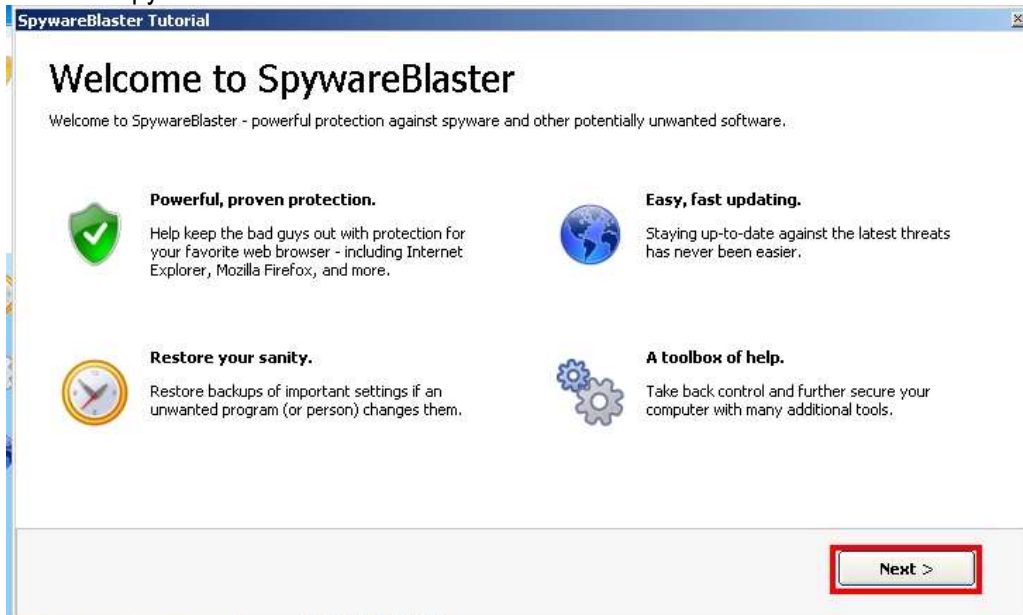 SpywareBlaster Tutorial
Welcome to SpywareBlaster
Welcome to SpywareBlaster - powerful protection against spyware and other potentially unwanted software.
Powerful, proven protection.
Help keep the bad guys out with protection for
your favorite web browser - including Internet
Explorer, Mozilla Firefox, and more.
Easy, fast updating.
Staying up-to-date against the latest threats
has never been easier.
Restore your sanity.
Restore backups of important settings if an
unwanted program (or person) changes them.
A toolbox of help.
Take back control and further secure your
computer with many additional tools.
Next >